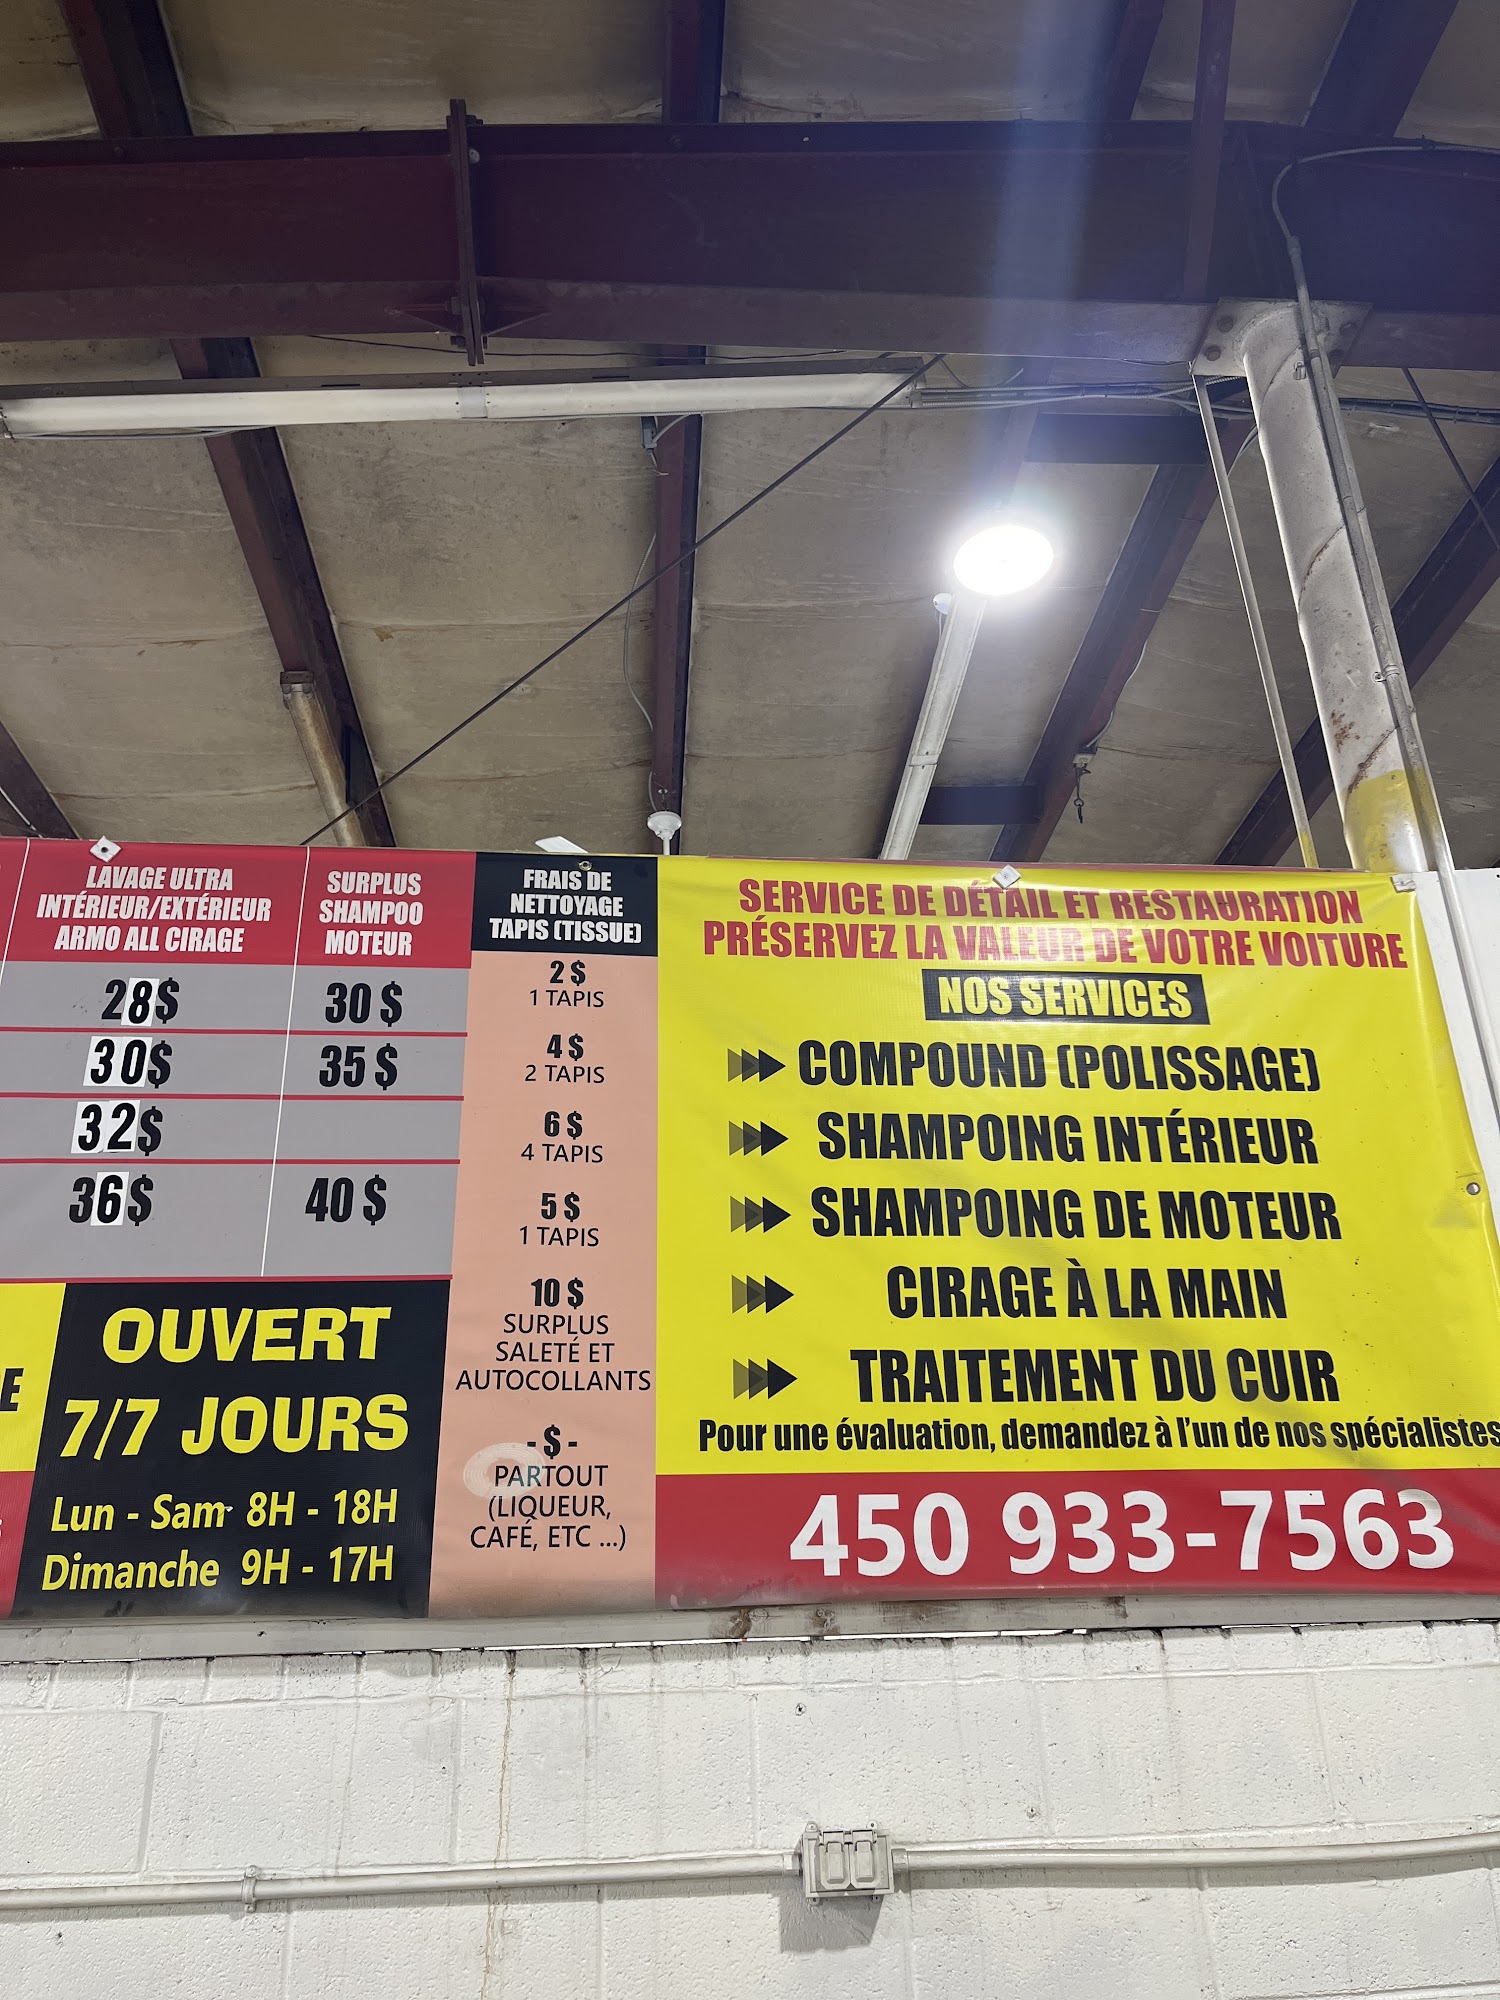 LAVAGE ULTRA
INTÉRIEUR/EXTÉRIEUR
ARMO ALL CIRAGE
28$
30$
32$
36$
SURPLUS
SHAMPOO
MOTEUR
30 $
35 $
40 $
OUVERT
7/7 JOURS
Lun - Sam 8H - 18H
Dimanche 9H - 17H
FRAIS DE
NETTOYAGE
TAPIS (TISSUE)
2 $
1 TAPIS
4 $
2 TAPIS
6 $
4 TAPIS
5 $
1 TAPIS
10 $
SURPLUS
SALETÉ ET
AUTOCOLLANTS
- $ -
PARTOUT
(LIQUEUR,
CAFÉ, ETC ...)
SERVICE DE DÉTAIL ET RESTAURATION
PRÉSERVEZ LA VALEUR DE VOTRE VOITURE
NOS SERVICES
COMPOUND (POLISSAGE)
SHAMPOING INTÉRIEUR
SHAMPOING DE MOTEUR
CIRAGE À LA MAIN
TRAITEMENT DU CUIR
Pour une évaluation, demandez à l'un de nos spécialistes
450 933-7563